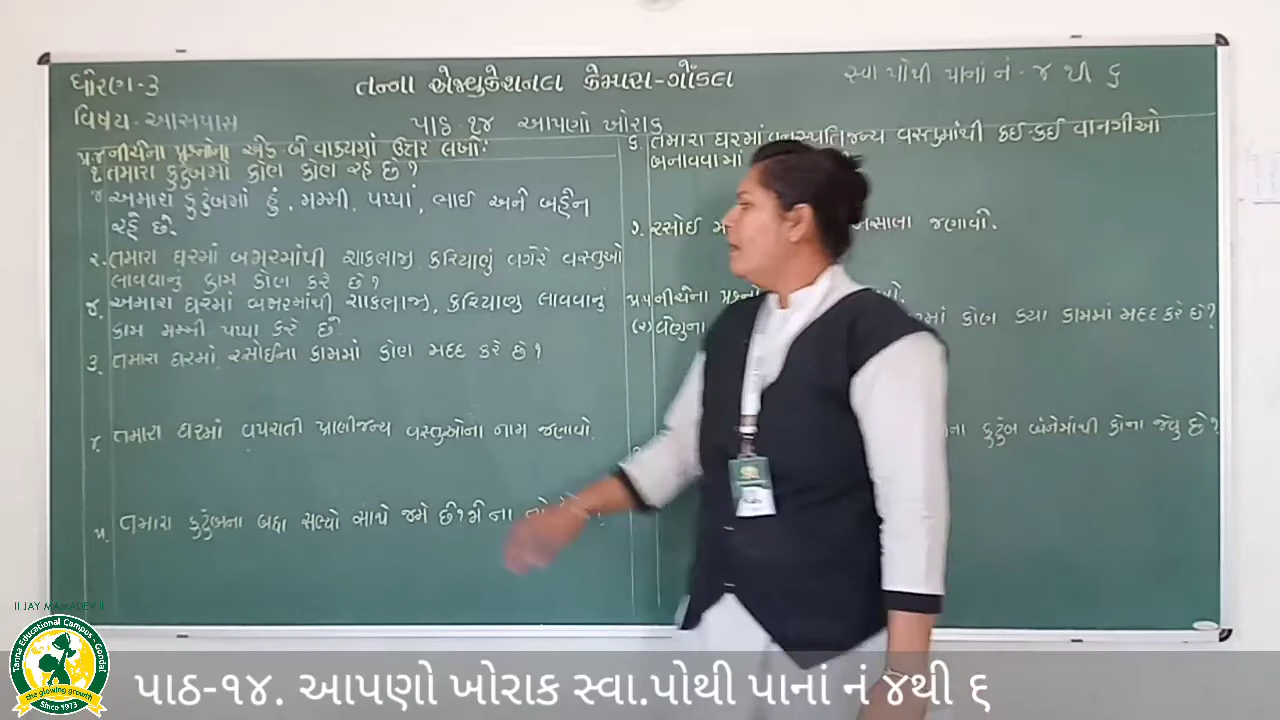 ધોરણ-૩
તન્ના એજ્યુકેશનલ કેમ્પસ-ગોંડલ
સ્વા પોથી પાનાં નં-૪ થી ૬
વિષય-આસપાસ
પાઠ-૧૪ આપણો ખોરાક
પ્ર.૪ નીચેના પ્રશ્નોના એક બે વાક્યમાં ઉત્તર લખો:
૧. તમારા કુટુંબમાં કોણ કોણ રહે છે ?
જ અમારા કુટુંબમાં હું, મમ્મી, પપ્પાં, ભાઈ અને બહેન
રહે છે.
૨. તમારા ઘરમાં બજારમાંથી શાકભાજી કરિયાણું વગેરે વસ્તુઓ
લાવવાનું કામ કોણ કરે છે ?
જ. અમારા ઘરમાં બજારમાંથી શાકભાજી, કરિયાણુ લાવવાનું
કામ મમ્મી પપ્પા કરે છે
૩. તમારા ઘરમાં રસોઈના કામમાં કોણ મદદ કરે છે ?
૪. તમારા ઘરમાં વપરાતી પ્રાણીજન્ય વસ્તુઓના નામ જણાવો.
૫. તમારા કુટુંબના બધા સભ્યો સાથે જમે છે ? ના
૬. તમારા ઘરમાં વનસ્પતિજન્ય વસ્તુમાંથી કઈ-કઈ વાનગીઓ
બનાવવામાં
૭. રસોઈ મસાલા જણાવો.
પ્ર.૫ નીચેના
(૨) વેણુના કોણ ક્યા કામમાં મદદ કરે છે ?
કુટુંબ બંનેમાંથી કોના જેવુ છે ?
II JAY MAMADEV II
Tanna Educational Campus - Gondal
the glowing growth
Since 1973
પાઠ-૧૪. આપણો ખોરાક સ્વા.પોથી પાનાં નં ૪થી ૬